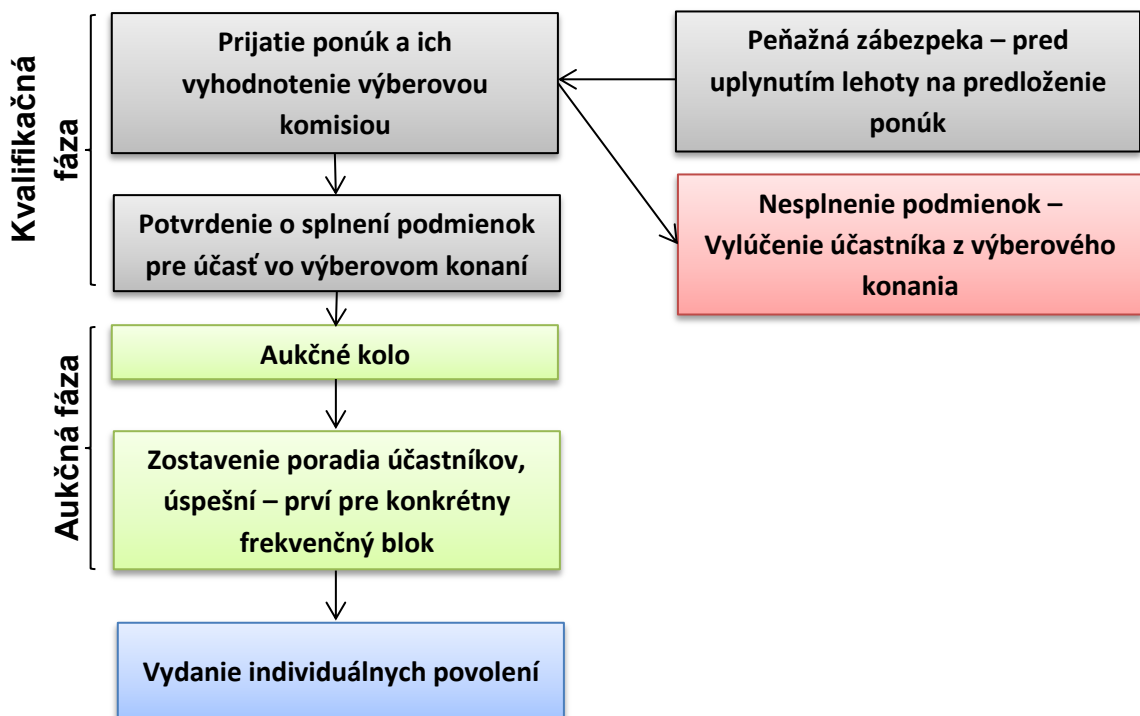 Kvalifikačná
fáza
Prijatie ponúk a ich
vyhodnotenie výberovou
komisiou
Peňažná zábezpeka – pred
uplynutím lehoty na predloženie
ponúk
Potvrdenie o splnení podmienok
pre účasť vo výberovom konaní
Nesplnenie podmienok –
Vylúčenie účastníka z výberového
konania
Aukčná fáza
Aukčné kolo
Zostavenie poradia účastníkov,
úspešní – prví pre konkrétny
frekvenčný blok
Vydanie individuálnych povolení